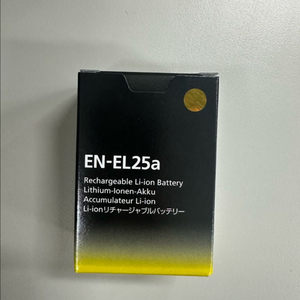 EN-EL25a
Rechargeable Li-ion Battery
Lithium-Ionen-Akku
Accumulateur Li-ion
Li-ionリチャージャブルバッテリー